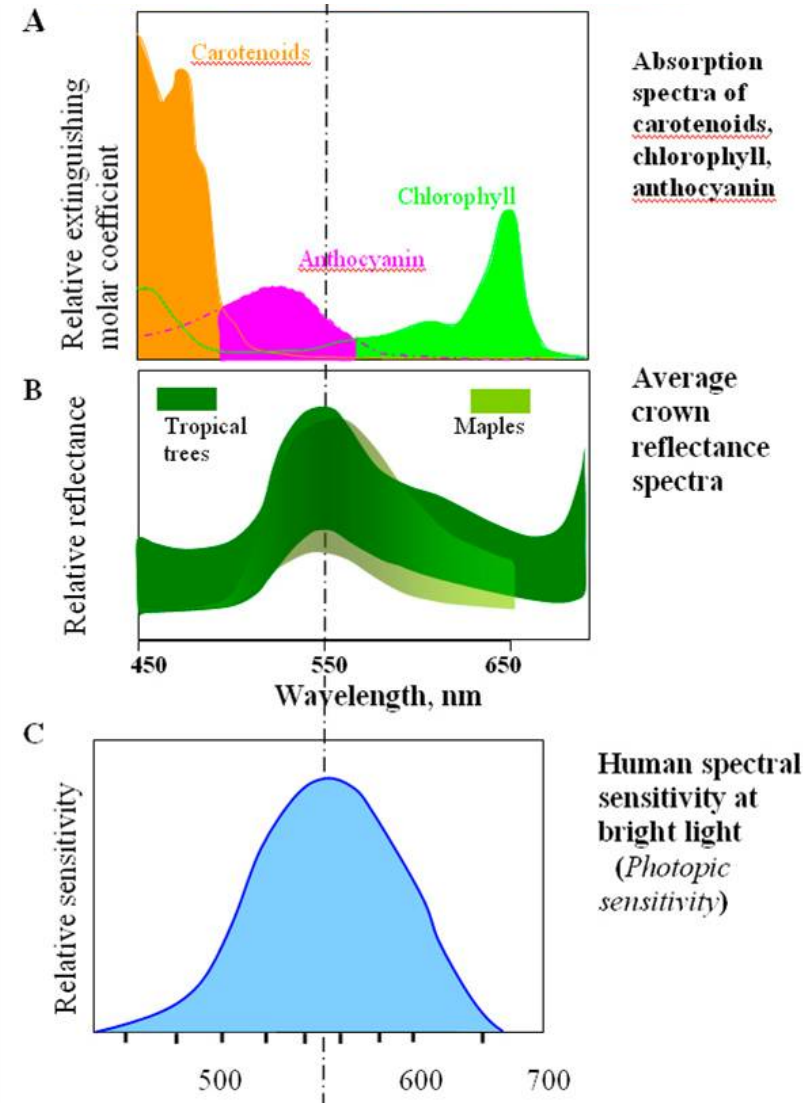 A
Carotenoids
Chlorophyll
Anthocyanin
Relative extinguishing
molar coefficient
Absorption
spectra of
carotenoids,
chlorophyll,
anthocyanin
B
Tropical
trees
Maples
Relative reflectance
Average
crown
reflectance
spectra
450 550 650
Wavelength, nm
C
Relative sensitivity
Human spectral
sensitivity at
bright light
(Photopic
sensitivity)
500 600 700